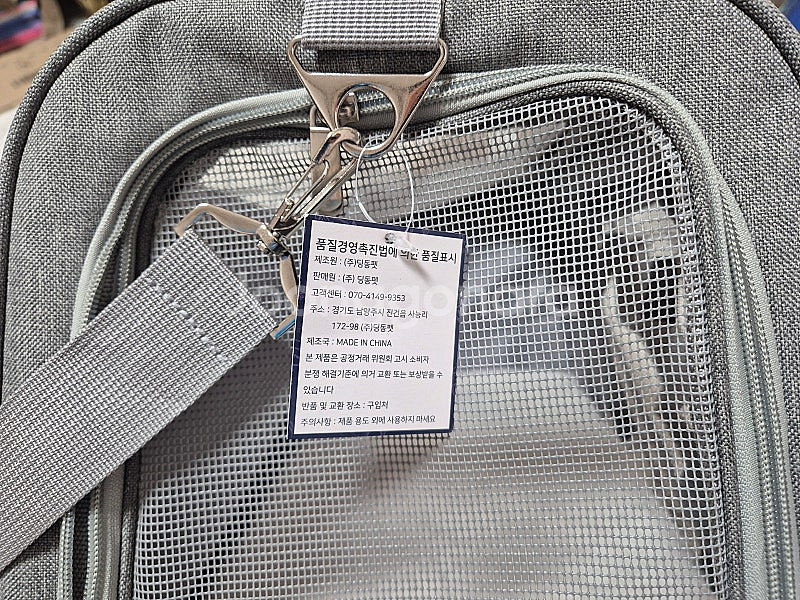 품질경영촉진법에 의한 품질표시
제조원 : (주)딩동펫
판매원 : (주) 딩동펫
고객센터 : 070-4149-9353
주소 : 경기도 남양주시 진건읍 사능리
172-98 (주)딩동펫
제조국 : MADE IN CHINA
본 제품은 공정거래 위원회 고시 소비자
분쟁 해결기준에 의거 교환 또는 보상받을 수
있습니다
반품 및 교환 장소 : 구입처
주의사항 : 제품 용도 외에 사용하지 마세요